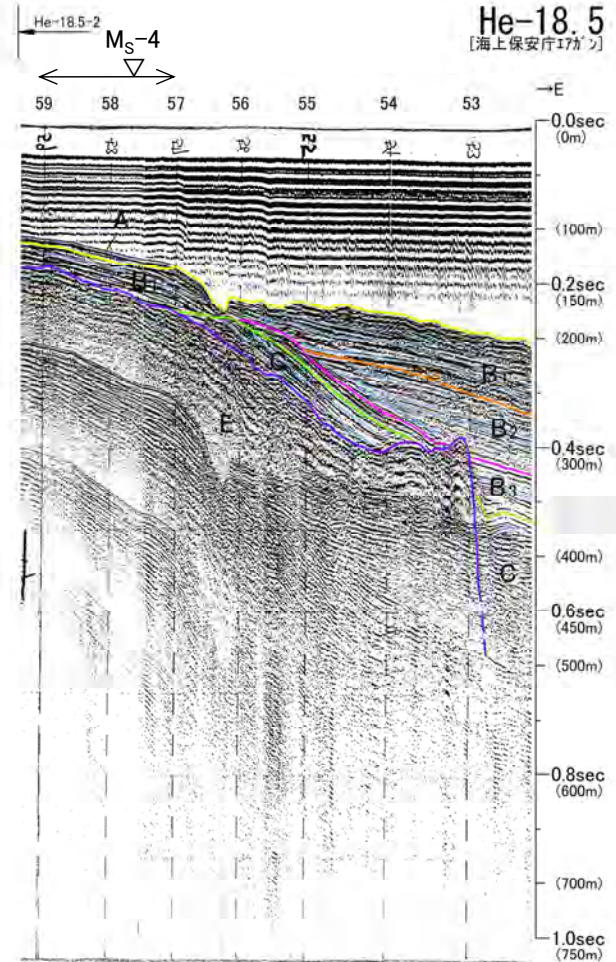 He-18.5-2
He-18.5
[海上保安庁エアガン]
Ms-4
→E
59 58 57 56 55 54 53
0.0sec
(0m)
(100m)
0.2sec
(150m)
(200m)
0.4sec
(300m)
(400m)
0.6sec
(450m)
(500m)
0.8sec
(600m)
(700m)
1.0sec
(750m)
A
B1
C
B2
E
B3
C